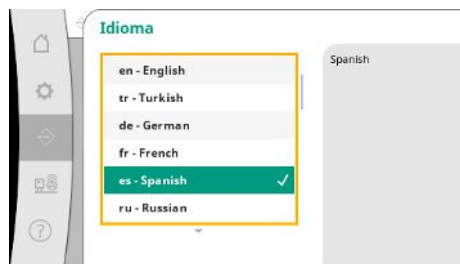 Idioma
en - English
tr - Turkish
de - German
fr - French
es - Spanish
ru - Russian
Spanish
?